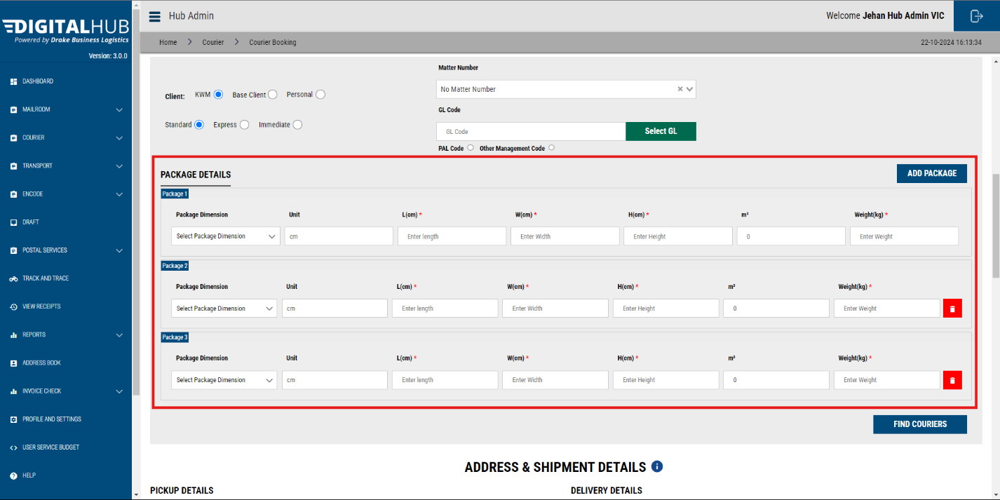 DIGITALHUB
Powered by Drake Business Logistics
Version: 3.0.0
DASHBOARD
MAILROOM
COURIER
TRANSPORT
ENCODE
DRAFT
POSTAL SERVICES
TRACK AND TRACE
VIEW RECEIPTS
REPORTS
ADDRESS BOOK
INVOICE CHECK
PROFILE AND SETTINGS
USER SERVICE BUDGET
HELP
Hub Admin
Welcome Jehan Hub Admin VIC
Home > Courier > Courier Booking
22-10-2024 16:13:34
Client: KWM Base Client Personal
Standard Express Immediate
Matter Number
No Matter Number
GL Code
GL Code Select GL
PAL Code Other Management Code
PACKAGE DETAILS ADD PACKAGE
Package 1
Package Dimension Unit L(cm) * W(cm) * H(cm) * m³ Weight(kg) *
Select Package Dimension cm Enter length Enter Width Enter Height 0 Enter Weight
Package 2
Package Dimension Unit L(cm) * W(cm) * H(cm) * m³ Weight(kg) *
Select Package Dimension cm Enter length Enter Width Enter Height 0 Enter Weight
Package 3
Package Dimension Unit L(cm) * W(cm) * H(cm) * m³ Weight(kg) *
Select Package Dimension cm Enter length Enter Width Enter Height 0 Enter Weight
FIND COURIERS
ADDRESS & SHIPMENT DETAILS
PICKUP DETAILS DELIVERY DETAILS